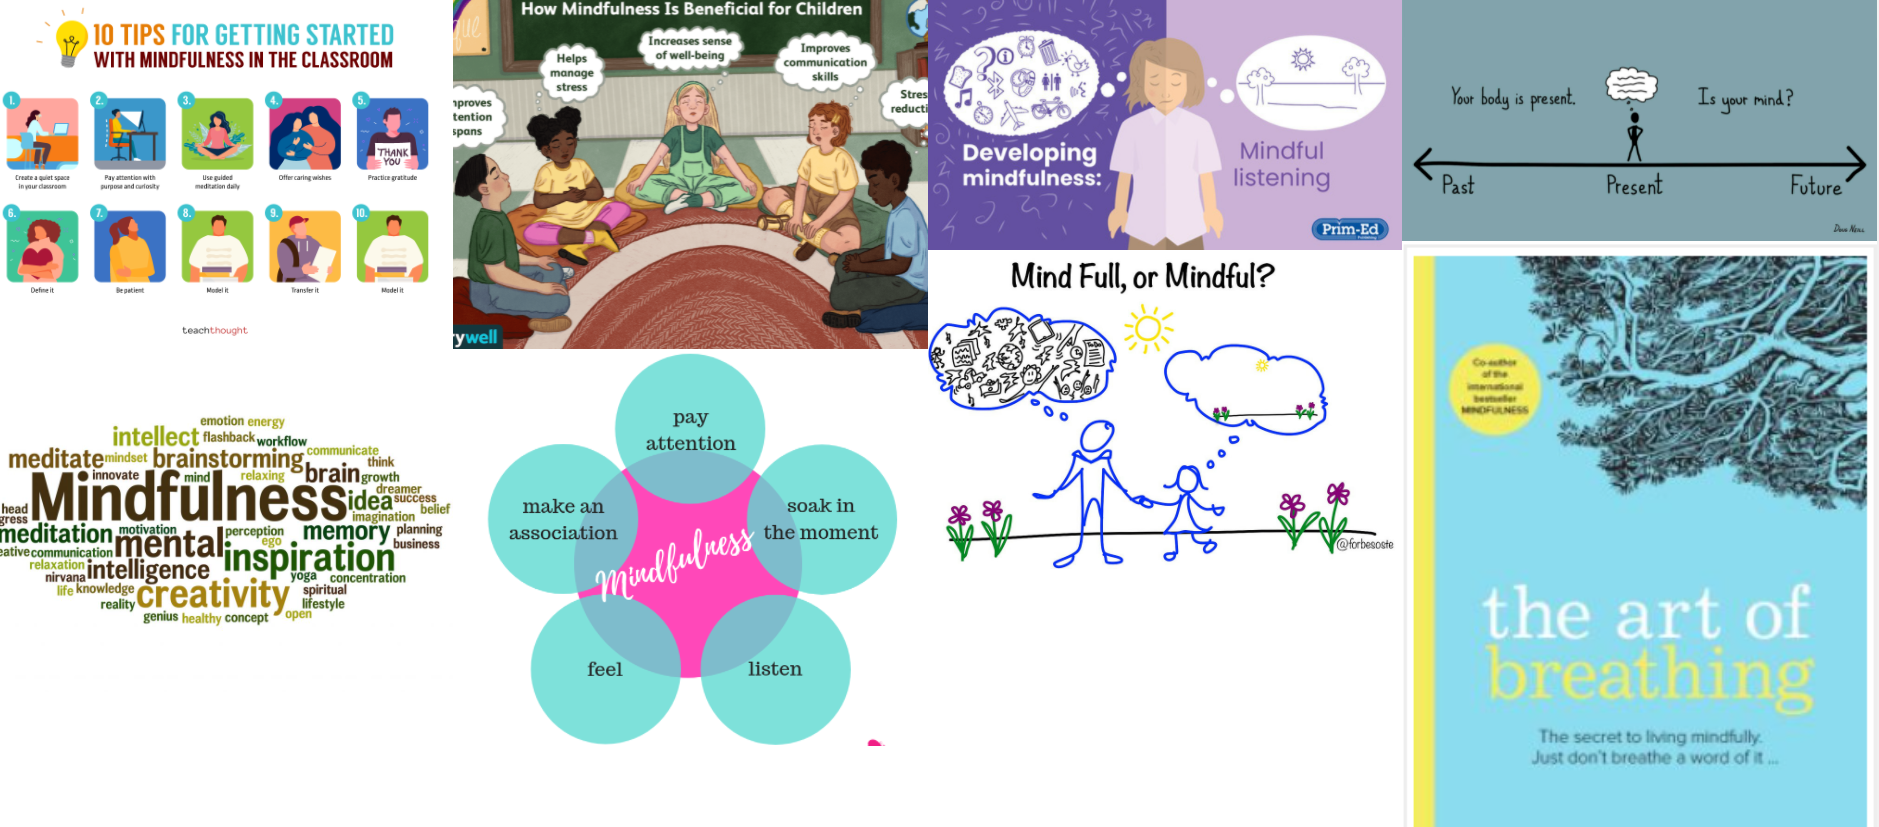 10 TIPS FOR GETTING STARTED
WITH MINDFULNESS IN THE CLASSROOM
1.
2.
3.
4.
5.
THANK
YOU
Create a quiet space
in your classroom
Pay attention with
purpose and curiosity
Use guided
meditation daily
Offer caring wishes
Practice gratitude
6.
7.
8.
9.
10.
Define it
Be patient
Model it
Transfer it
Model it
teachthought
que
How Mindfulness Is Beneficial for Children
nproves
tention
spans
Helps
manage
stress
Increases sense
of well-being
Improves
communication
skills
Stres
reducti
rywell
Developing
mindfulness:
Mindful
listening
Prim-Ed
Publishing
Your body is present.
Is your mind?
Past
Present
Future
emotion energy
intellect flashback workflow
communicate
meditate mindset brainstorming think
innovate mind relaxing brain growth
Mindfulness idea dreamer
success
head imagination belief
gress
meditation motivation perception memory planning
ego business
eative communication mental inspiration
relaxation
nirvana intelligence yoga concentration
life knowledge creativity spiritual
reality lifestyle
genius healthy concept open
pay
attention
make an
association
soak in
the moment
Mindfulness
feel
listen
Mind Full, or Mindful?
To Do
@forbesoste
Co-author
of the
international
bestseller
MINDFULNESS
the art of
breathing
The secret to living mindfully.
Just don't breathe a word of it ...